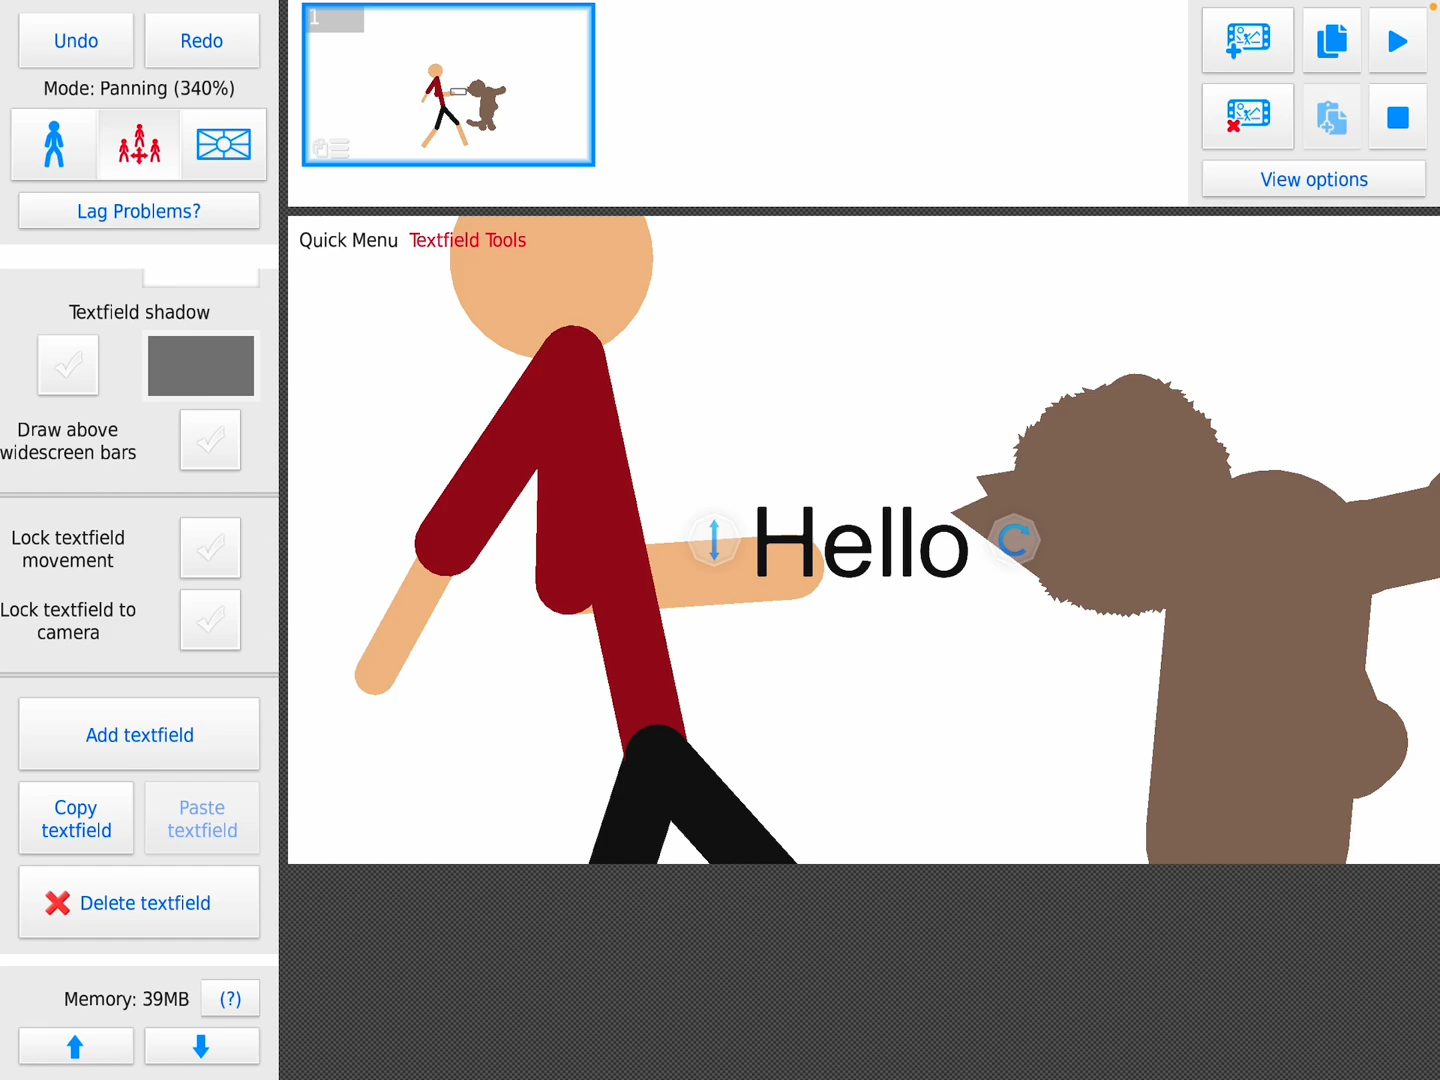 Undo
Redo
Mode: Panning (340%)
Lag Problems?
Textfield shadow
Draw above
widescreen bars
Lock textfield
movement
Lock textfield to
camera
Add textfield
Copy
textfield
Paste
textfield
Delete textfield
Memory: 39MB
(?)
1
View options
Quick Menu
Textfield Tools
Hello